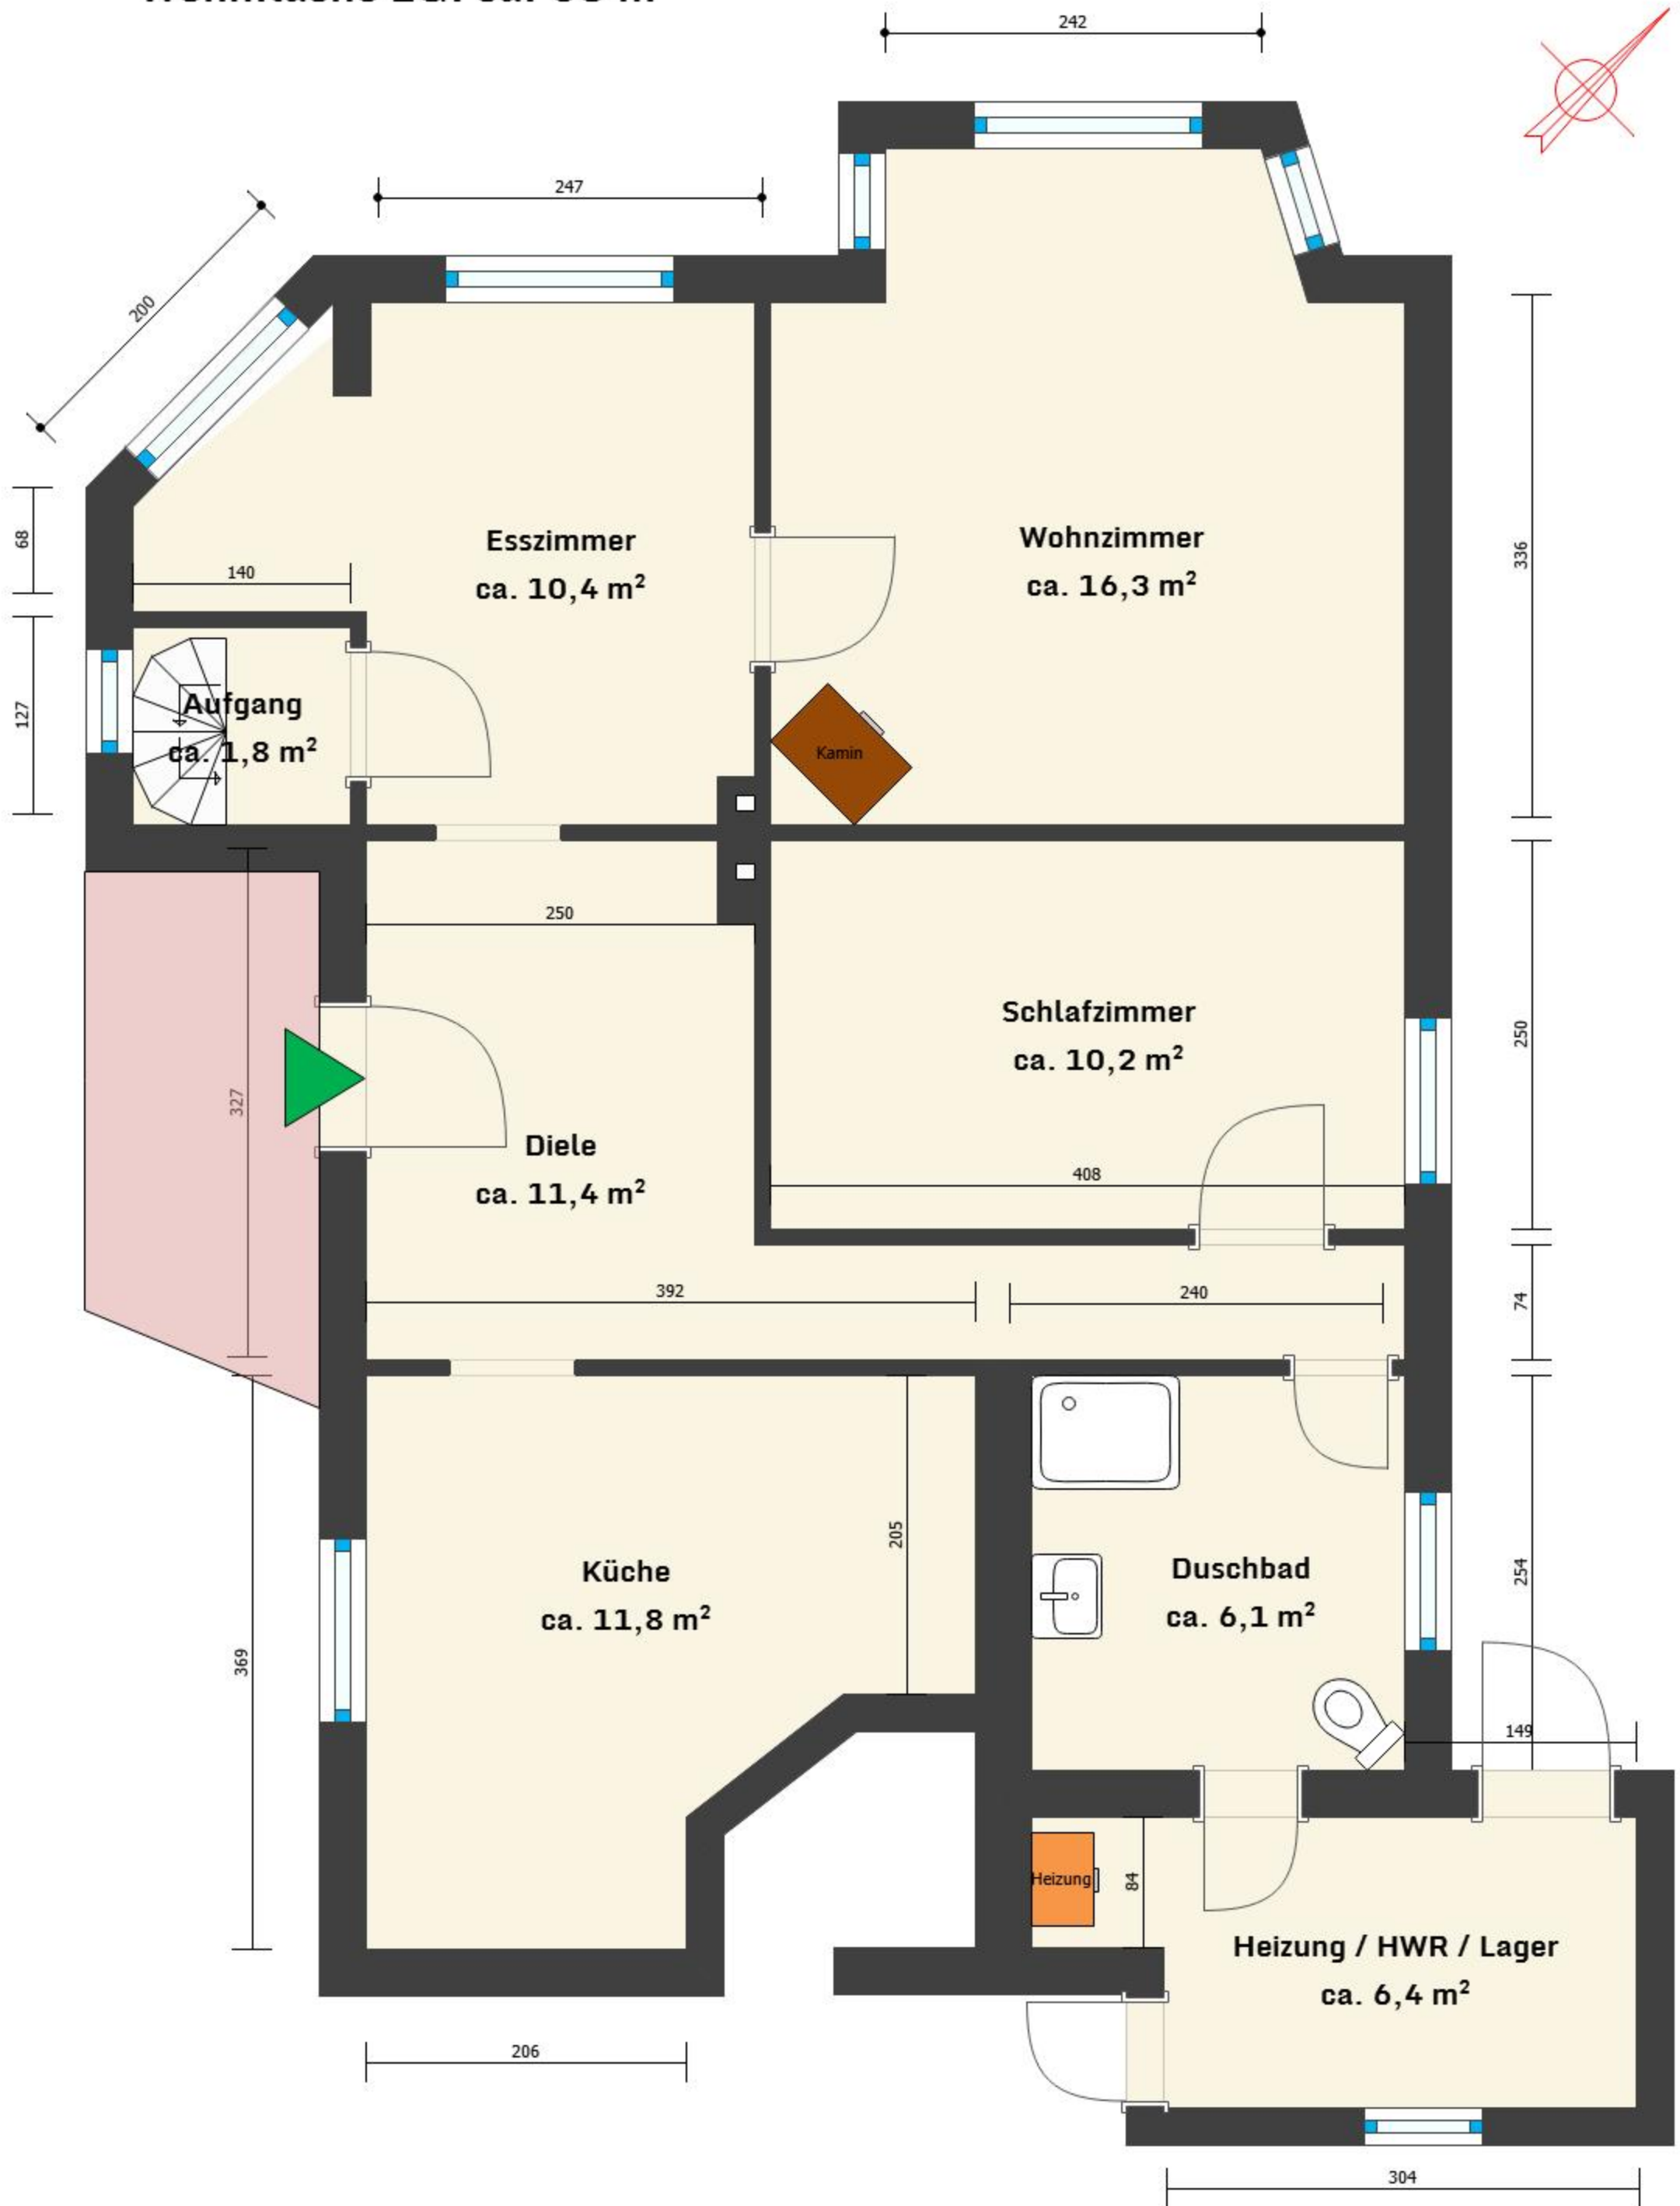 242
247
200
68
140
336
Esszimmer
ca. 10,4 m²
Wohnzimmer
ca. 16,3 m²
127
Aufgang
ca. 1,8 m²
Kamin
250
Schlafzimmer
ca. 10,2 m²
250
327
Diele
ca. 11,4 m²
408
392
240
74
205
Küche
ca. 11,8 m²
Duschbad
ca. 6,1 m²
254
369
149
Heizung
84
Heizung / HWR / Lager
ca. 6,4 m²
206
304